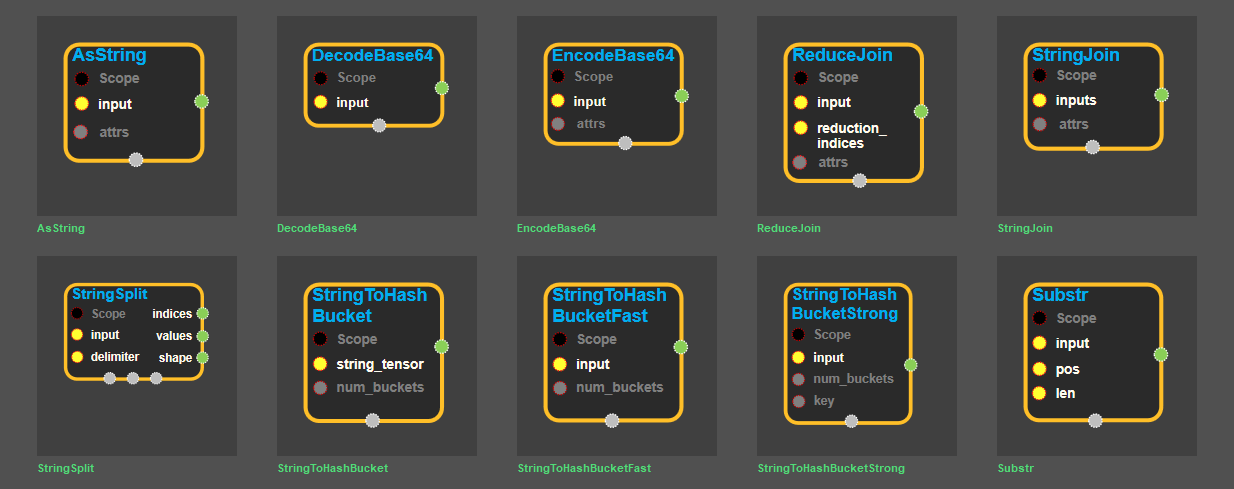 AsString
Scope
input
attrs
AsString
DecodeBase64
Scope
input
DecodeBase64
EncodeBase64
Scope
input
attrs
EncodeBase64
ReduceJoin
Scope
input
reduction_
indices
attrs
ReduceJoin
StringJoin
Scope
inputs
attrs
StringJoin
StringSplit
Scope indices
input values
delimiter shape
StringSplit
StringToHash
Bucket
Scope
string_tensor
num_buckets
StringToHashBucket
StringToHash
BucketFast
Scope
input
num_buckets
StringToHashBucketFast
StringToHash
BucketStrong
Scope
input
num_buckets
key
StringToHashBucketStrong
Substr
Scope
input
pos
len
Substr